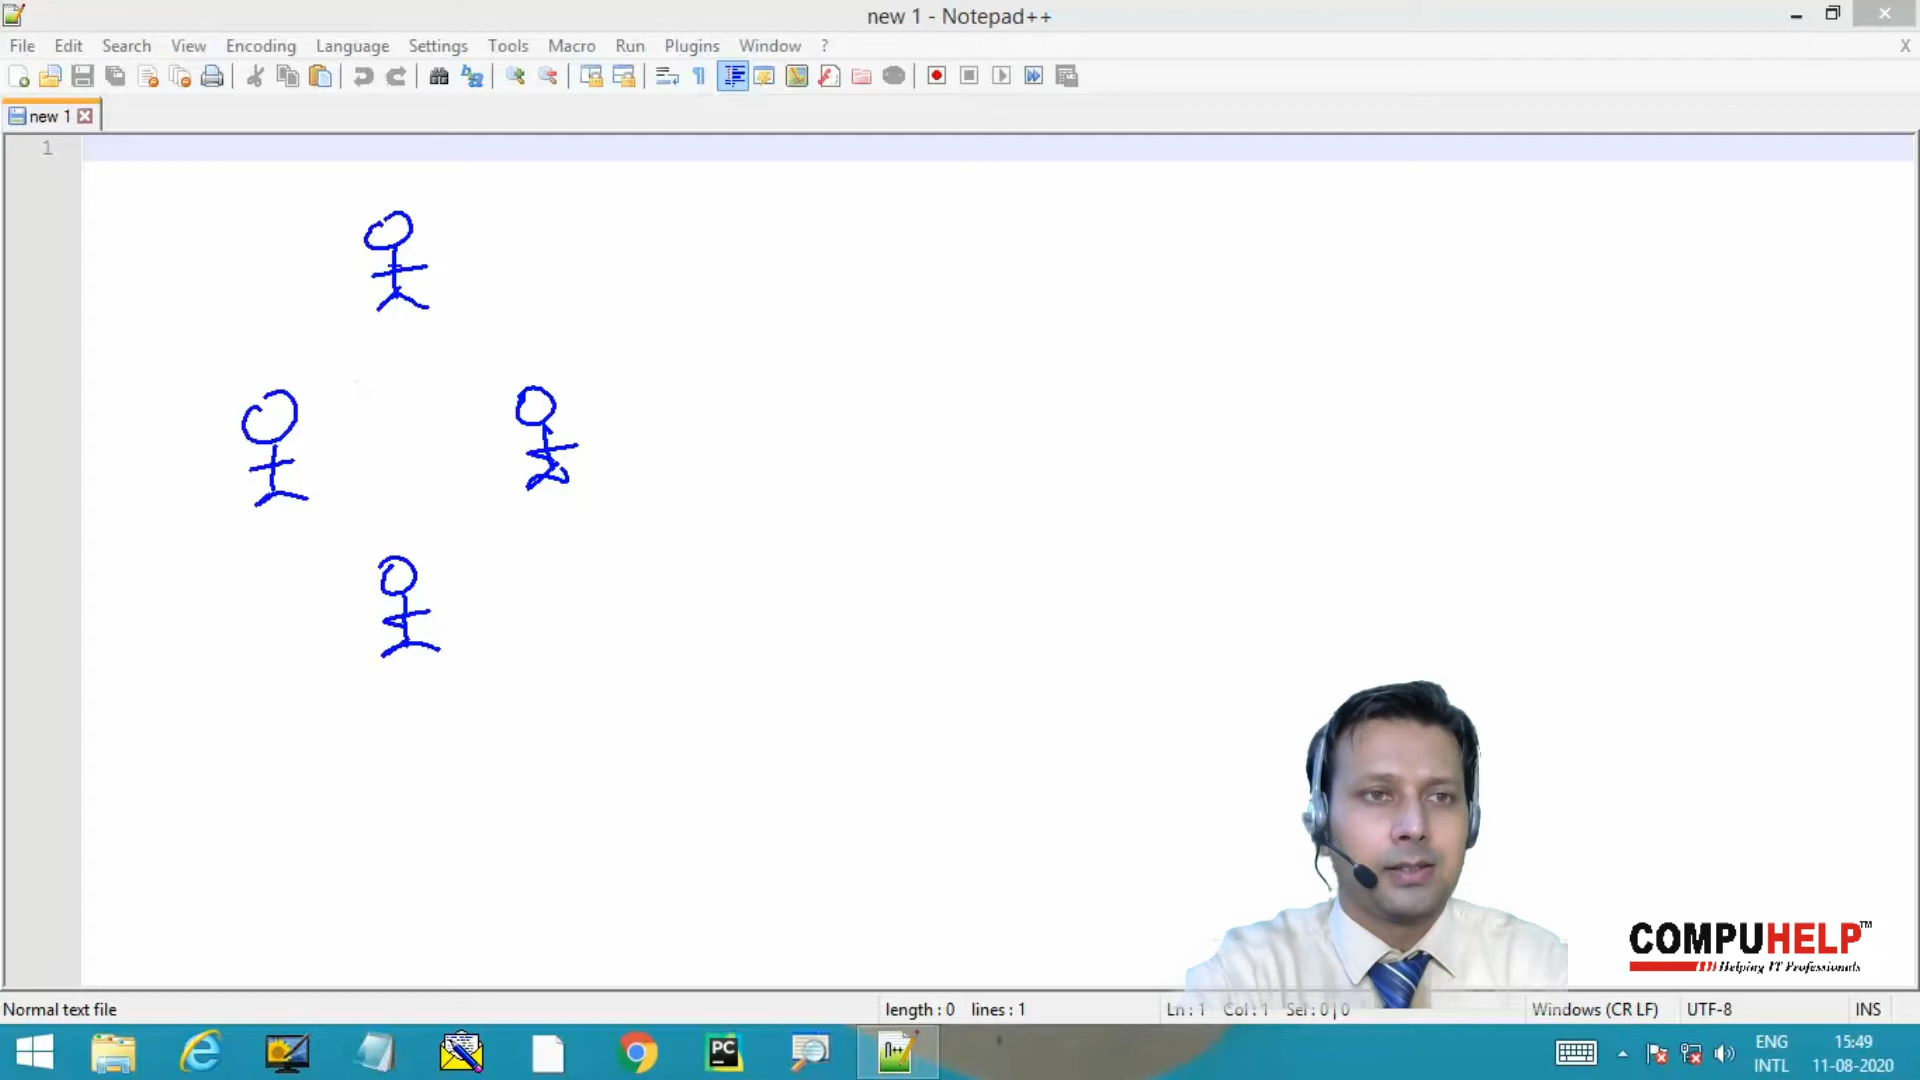 new 1 - Notepad++
File Edit Search View Encoding Language Settings Tools Macro Run Plugins Window ? X
new 1
1
COMPUHELP™
Helping IT Professionals
Normal text file length : 0 lines : 1 Ln : 1 Col : 1 Sel : 0 | 0 Windows (CR LF) UTF-8 INS
PC
n++
ENG 15:49
INTL 11-08-2020